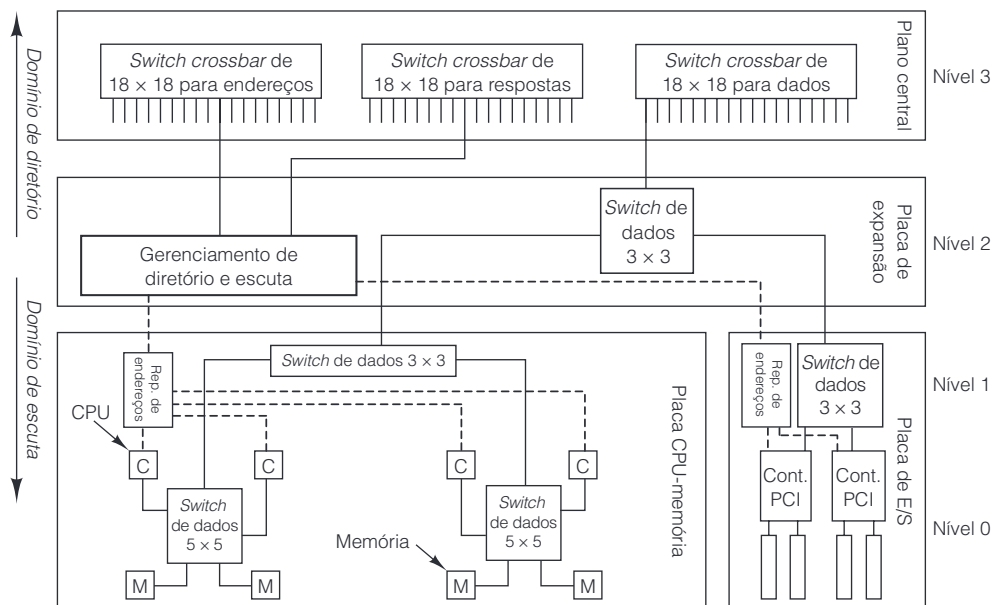 Domínio de diretório
Domínio de escuta
Switch crossbar de
18 × 18 para endereços
Switch crossbar de
18 × 18 para respostas
Switch crossbar de
18 × 18 para dados
Plano central
Nível 3
Gerenciamento de
diretório e escuta
Switch de
dados
3 × 3
Placa de
expansão
Nível 2
Rep. de
endereços
Switch de dados 3 × 3
CPU
C
C
C
C
Switch
de dados
5 × 5
Switch
de dados
5 × 5
Memória
M
M
M
M
Placa CPU-memória
Rep. de
endereços
Switch de
dados
3 × 3
Nível 1
Cont.
PCI
Cont.
PCI
Placa de E/S
Nível 0